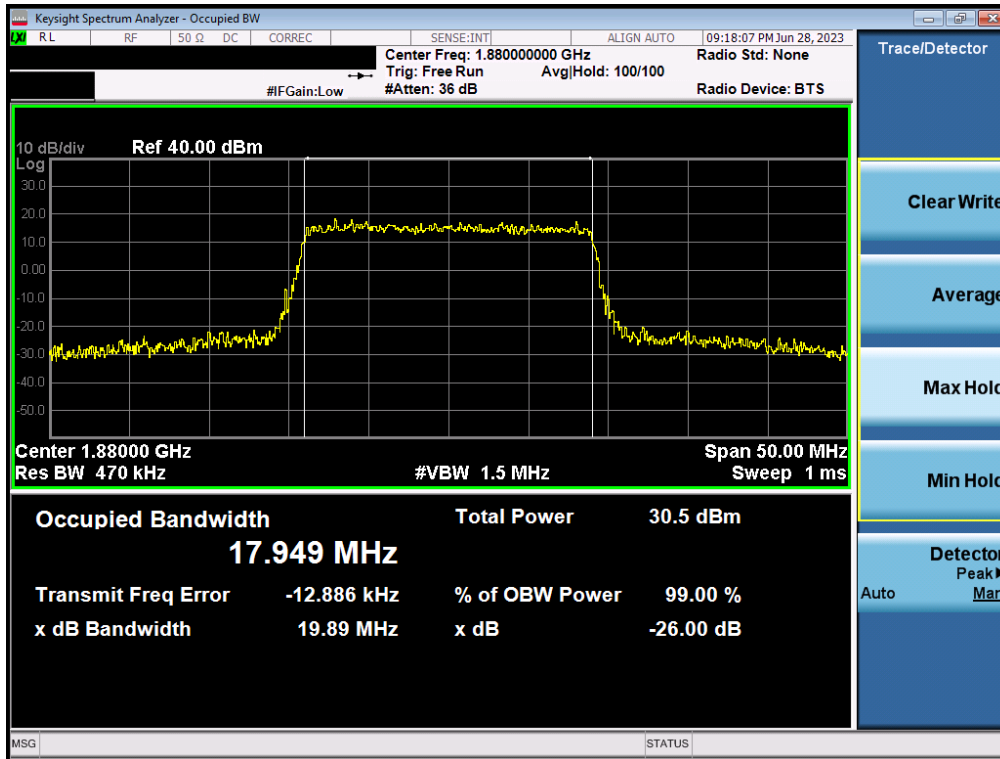 Keysight Spectrum Analyzer - Occupied BW
LXI RL RF 50 Ω DC CORREC SENSE:INT ALIGN AUTO 09:18:07 PM Jun 28, 2023
Center Freq: 1.880000000 GHz Radio Std: None
Trig: Free Run Avg|Hold: 100/100
#IFGain:Low #Atten: 36 dB Radio Device: BTS
Trace/Detector
10 dB/div Ref 40.00 dBm
Log
30.0
20.0
10.0
0.00
-10.0
-20.0
-30.0
-40.0
-50.0
Center 1.88000 GHz Span 50.00 MHz
Res BW 470 kHz #VBW 1.5 MHz Sweep 1 ms
Occupied Bandwidth Total Power 30.5 dBm
17.949 MHz
Transmit Freq Error -12.886 kHz % of OBW Power 99.00 %
x dB Bandwidth 19.89 MHz x dB -26.00 dB
Clear Write
Average
Max Hold
Min Hold
Detector
Peak
Auto Man
MSG STATUS